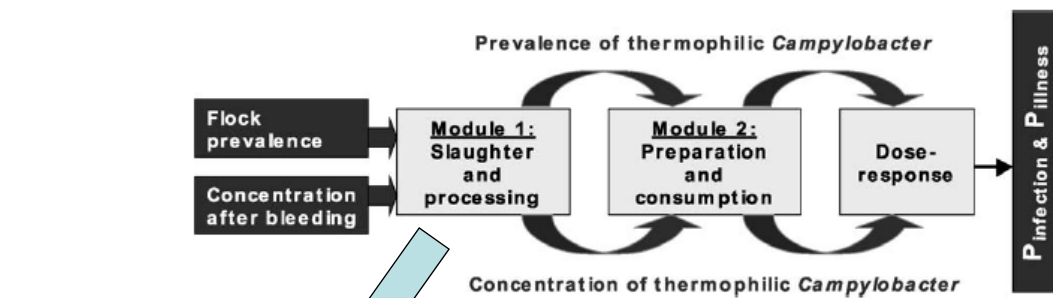 Prevalence of thermophilic Campylobacter
Flock
prevalence
Concentration
after bleeding
Module 1:
Slaughter
and
processing
Module 2:
Preparation
and
consumption
Dose-
response
Pinfection & Pillness
Concentration of thermophilic Campylobacter